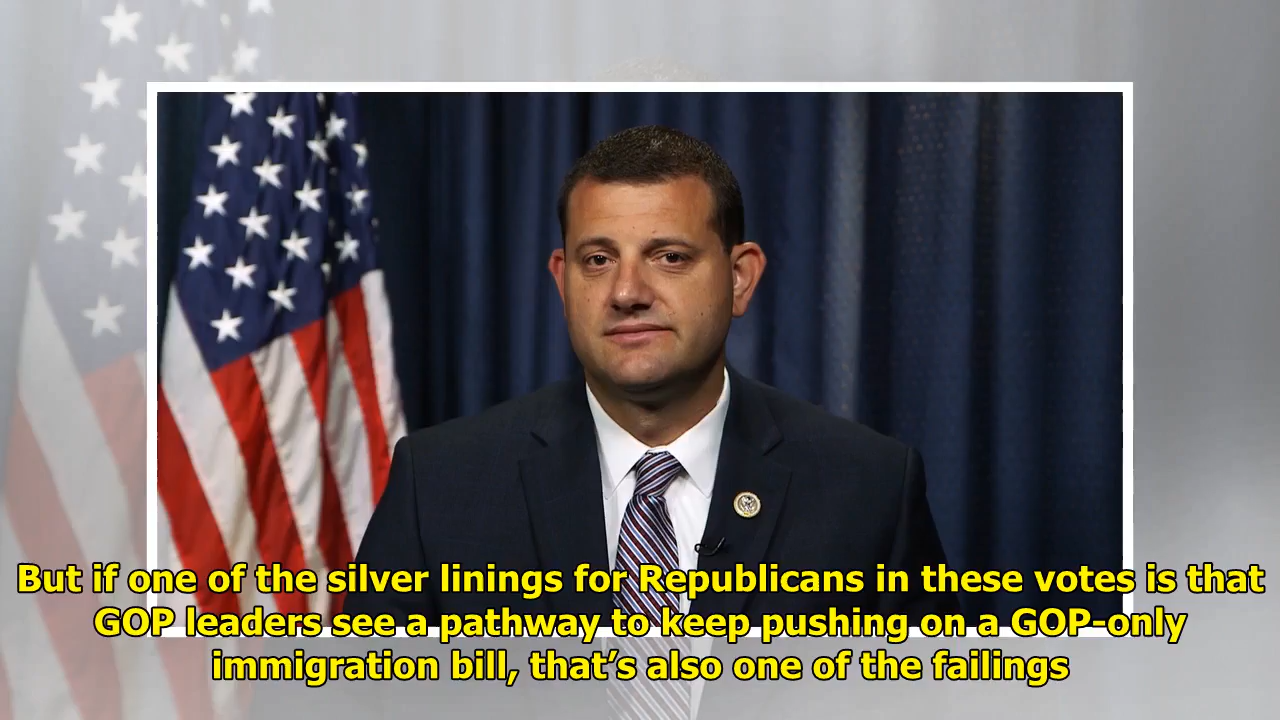 But if one of the silver linings for Republicans in these votes is that
GOP leaders see a pathway to keep pushing on a GOP-only
immigration bill, that’s also one of the failings